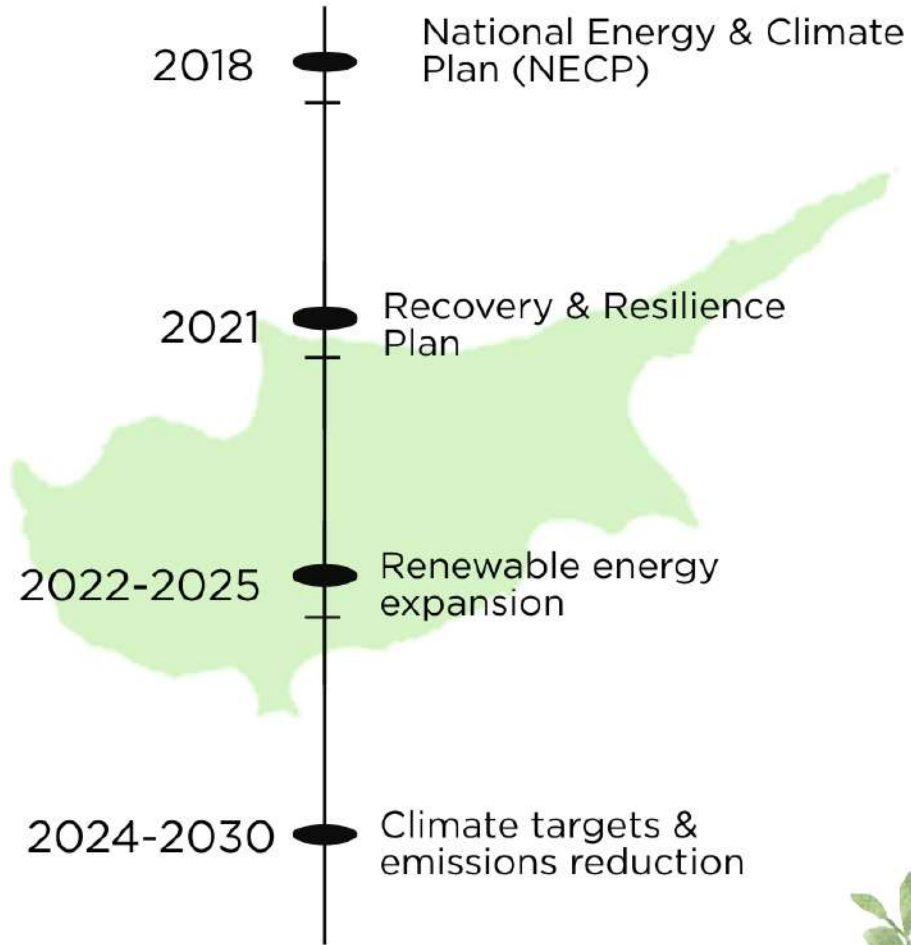 2018
National Energy & Climate
Plan (NECP)
2021
Recovery & Resilience
Plan
2022-2025
Renewable energy
expansion
2024-2030
Climate targets &
emissions reduction